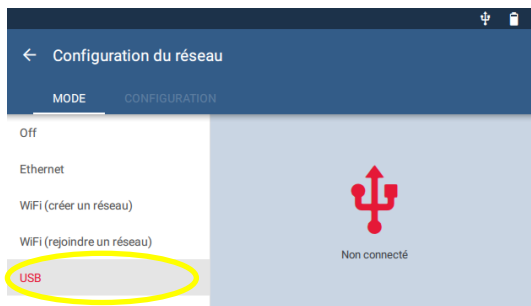 Configuration du réseau
MODE
CONFIGURATION
Off
Ethernet
WiFi (créer un réseau)
WiFi (rejoindre un réseau)
USB
Non connecté